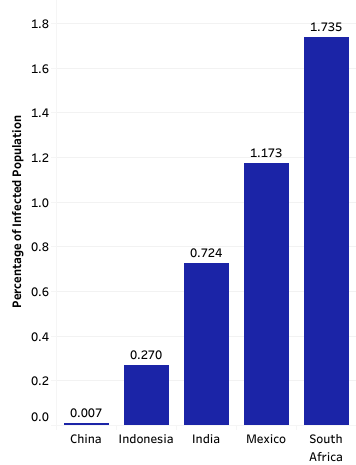 Percentage of Infected Population
1.8
1.6
1.4
1.2
1.0
0.8
0.6
0.4
0.2
0.0
0.007
0.270
0.724
1.173
1.735
China
Indonesia
India
Mexico
South
Africa